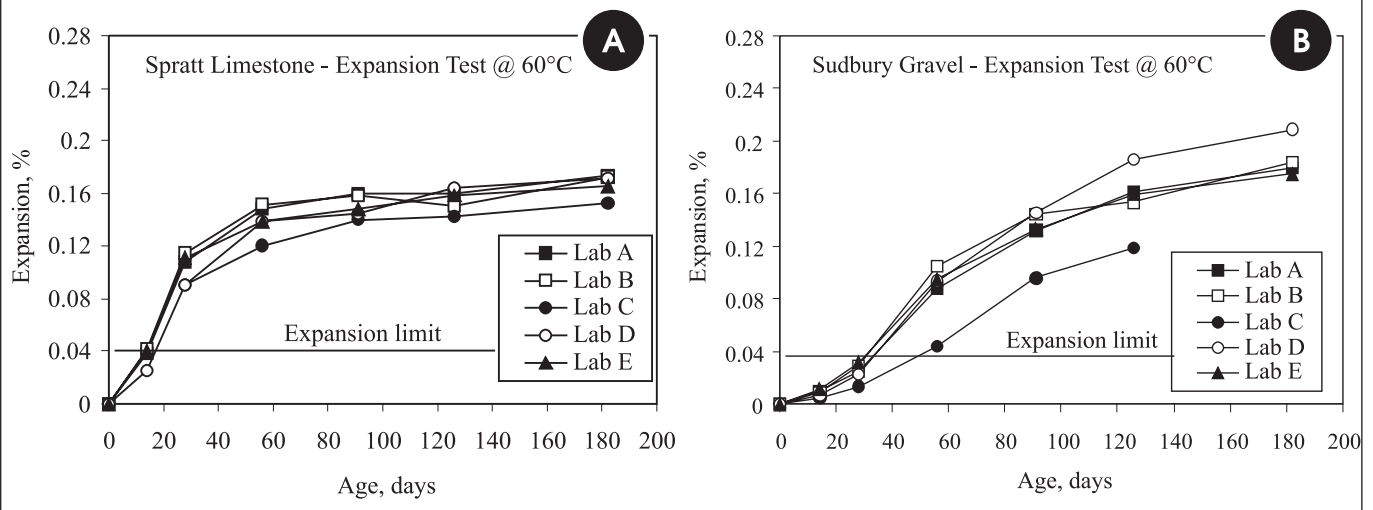 A
Spratt Limestone - Expansion Test @ 60°C
0.28
0.24
0.2
0.16
0.12
0.08
0.04
0
Expansion, %
Expansion limit
Lab A
Lab B
Lab C
Lab D
Lab E
0 20 40 60 80 100 120 140 160 180 200
Age, days
B
Sudbury Gravel - Expansion Test @ 60°C
0.28
0.24
0.2
0.16
0.12
0.08
0.04
0
Expansion, %
Expansion limit
Lab A
Lab B
Lab C
Lab D
Lab E
0 20 40 60 80 100 120 140 160 180 200
Age, days